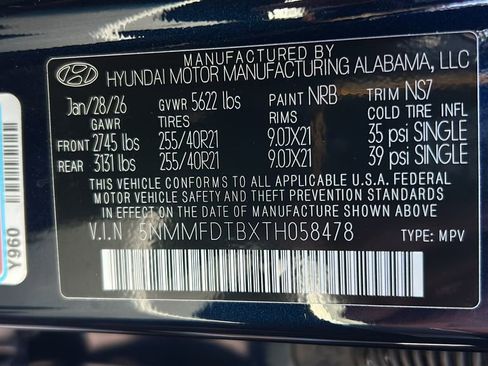 MANUFACTURED BY
HYUNDAI MOTOR MANUFACTURING ALABAMA, LLC
Jan/28/26 GVWR 5622 lbs PAINT NRB TRIM NS7
GAWR TIRES RIMS COLD TIRE INFL
FRONT 2745 lbs 255/40R21 9.0JX21 35 psi SINGLE
REAR 3131 lbs 255/40R21 9.0JX21 39 psi SINGLE
THIS VEHICLE CONFORMS TO ALL APPLICABLE U.S.A. FEDERAL
MOTOR VEHICLE SAFETY AND THEFT PREVENTION STANDARDS
IN EFFECT ON THE DATE OF MANUFACTURE SHOWN ABOVE.
V.I.N 5NMMFDTBXTH058478 TYPE: MPV
Y960